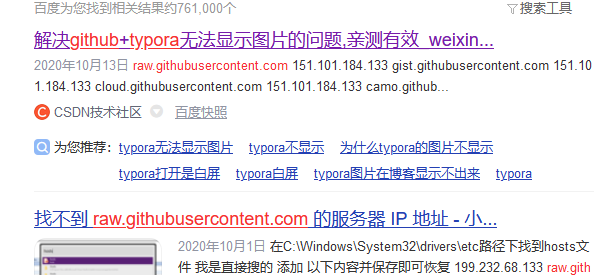 百度为您找到相关结果约761,000个 搜索工具
解决github+typora无法显示图片的问题,亲测有效_weixin...
2020年10月13日 raw.githubusercontent.com 151.101.184.133 gist.githubusercontent.com 151.10
1.184.133 cloud.githubusercontent.com 151.101.184.133 camo.github...
CSDN技术社区 百度快照
为您推荐: typora无法显示图片 typora不显示 为什么typora的图片不显示
typora打开是白屏 typora白屏 typora图片在博客显示不出来 typora
找不到 raw.githubusercontent.com 的服务器 IP 地址 - 小...
2020年10月1日 在C:\Windows\System32\drivers\etc路径下找到hosts文
件 我是直接搜的 添加 以下内容并保存即可恢复 199.232.68.133 raw.gith